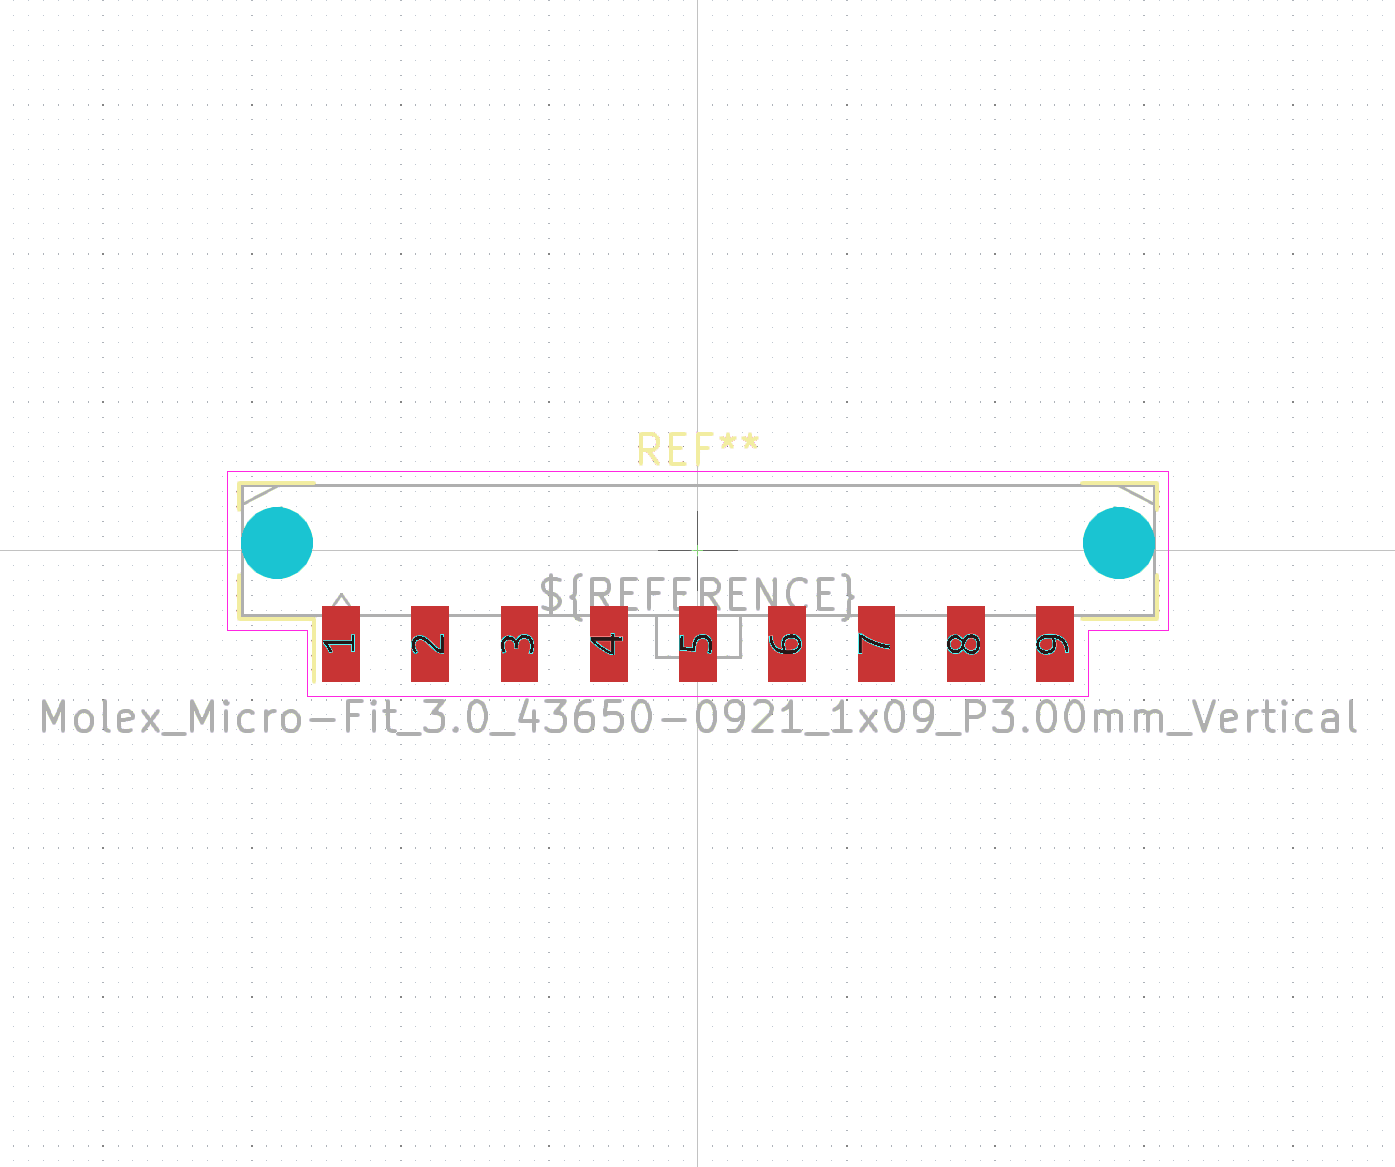 REF**
${REFERENCE}
1 2 3 4 5 6 7 8 9
Molex_Micro-Fit_3.0_43650-0921_1x09_P3.00mm_Vertical